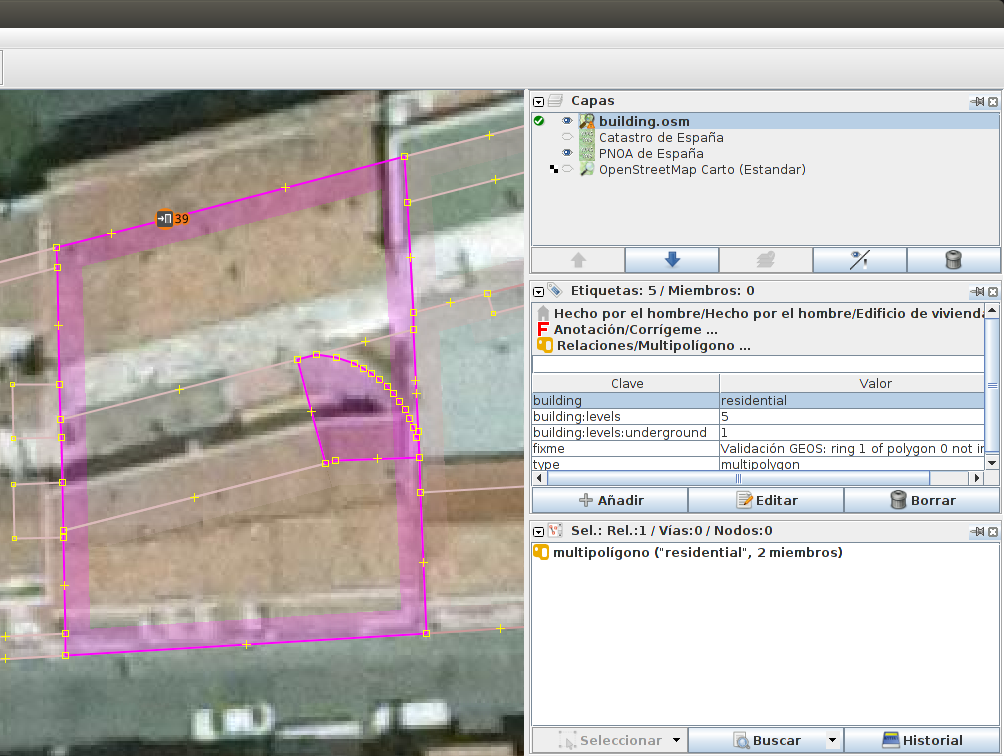 39
Capas
building.osm
Catastro de España
PNOA de España
OpenStreetMap Carto (Estandar)
Etiquetas: 5 / Miembros: 0
Hecho por el hombre/Hecho por el hombre/Edificio de viviend
F Anotación/Corrígeme ...
Relaciones/Multipolígono ...
Clave Valor
building residential
building:levels 5
building:levels:underground 1
fixme Validación GEOS: ring 1 of polygon 0 not in
type multipolygon
Añadir Editar Borrar
Sel.: Rel.:1 / Vías:0 / Nodos:0
multipolígono ("residential", 2 miembros)
Seleccionar Buscar Historial